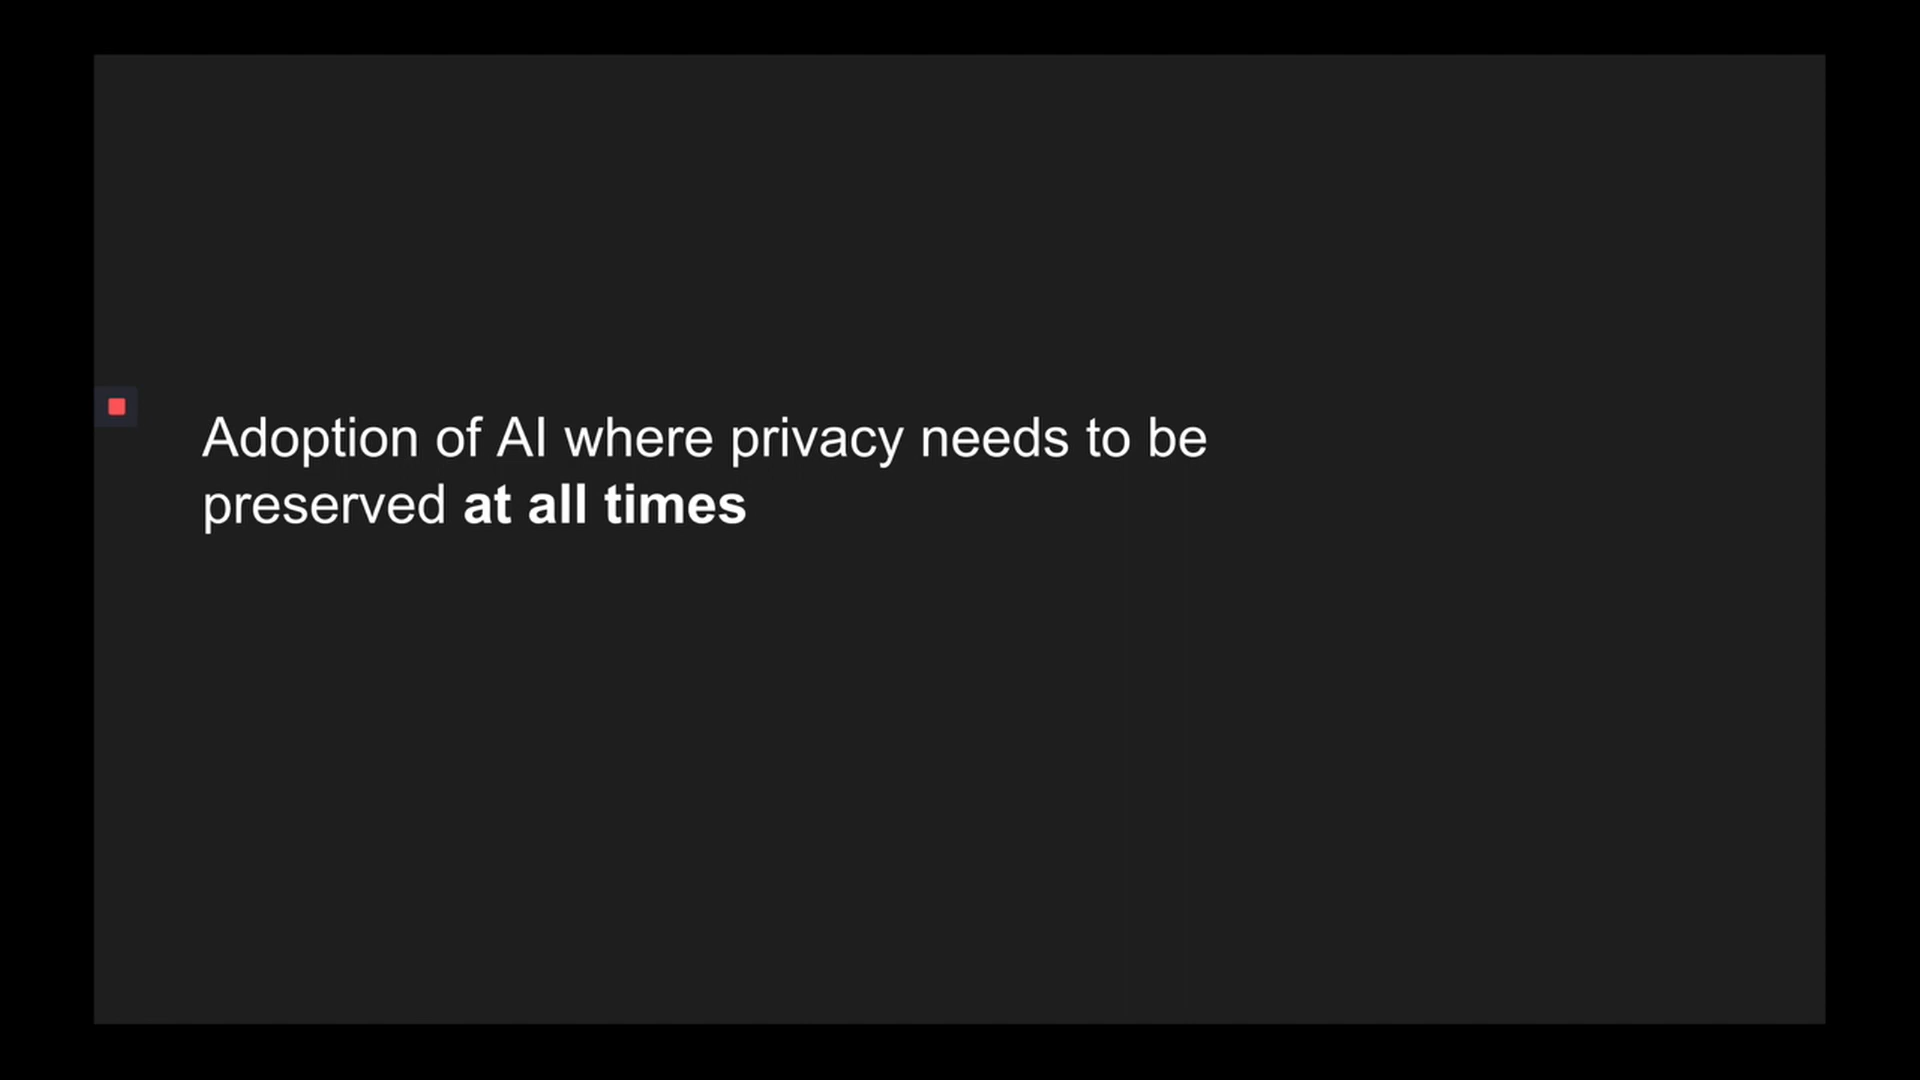 Adoption of AI where privacy needs to be
preserved at all times